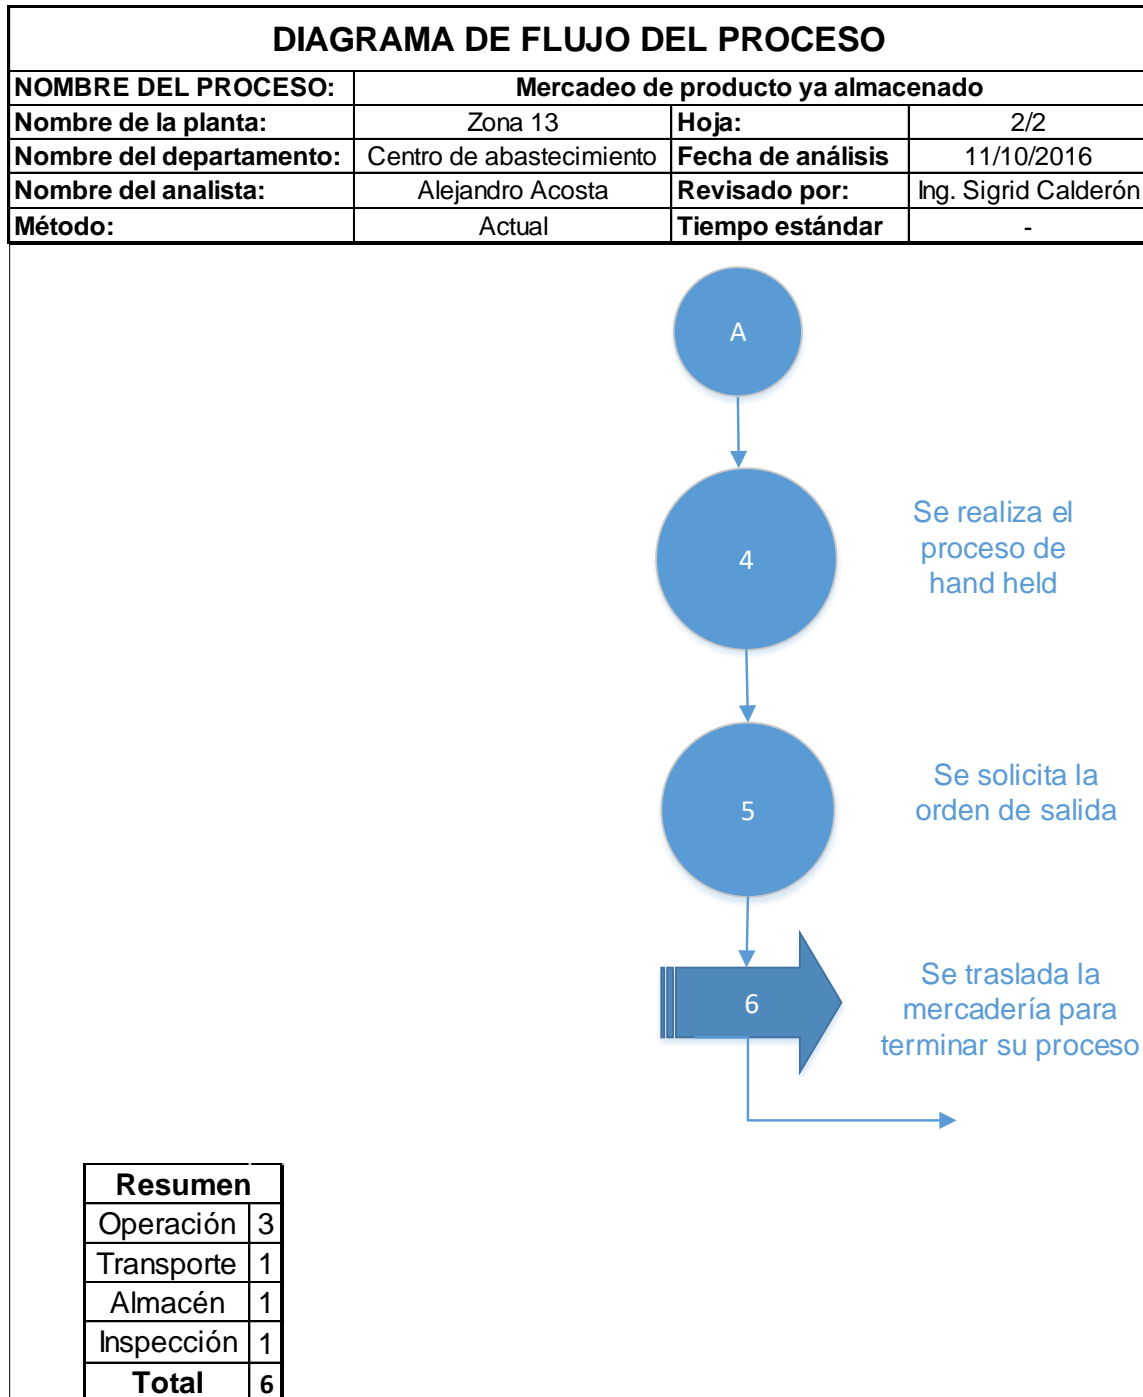 DIAGRAMA DE FLUJO DEL PROCESO
NOMBRE DEL PROCESO: Mercadeo de producto ya almacenado
Nombre de la planta: Zona 13 Hoja: 2/2
Nombre del departamento: Centro de abastecimiento Fecha de análisis 11/10/2016
Nombre del analista: Alejandro Acosta Revisado por: Ing. Sigrid Calderón
Método: Actual Tiempo estándar -
A
4
Se realiza el
proceso de
hand held
5
Se solicita la
orden de salida
6
Se traslada la
mercadería para
terminar su proceso
Resumen
Operación 3
Transporte 1
Almacén 1
Inspección 1
Total 6